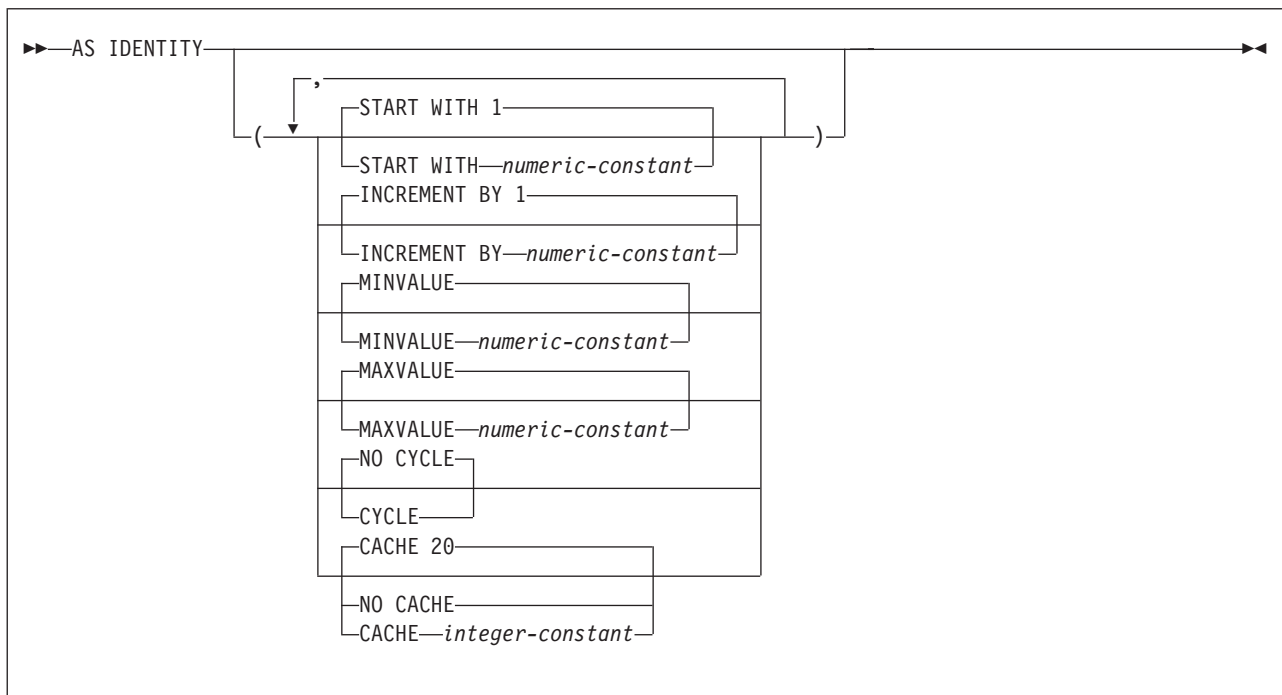 AS IDENTITY
,
START WITH 1
( )
START WITH numeric-constant
INCREMENT BY 1
INCREMENT BY numeric-constant
MINVALUE
MINVALUE numeric-constant
MAXVALUE
MAXVALUE numeric-constant
NO CYCLE
CYCLE
CACHE 20
NO CACHE
CACHE integer-constant